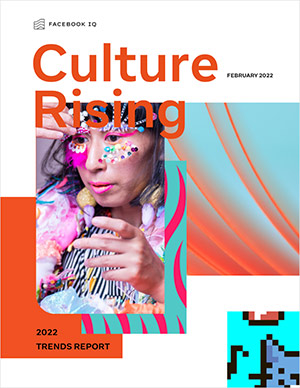 FACEBOOK IQ
Culture
Rising
FEBRUARY 2022
2022
TRENDS REPORT